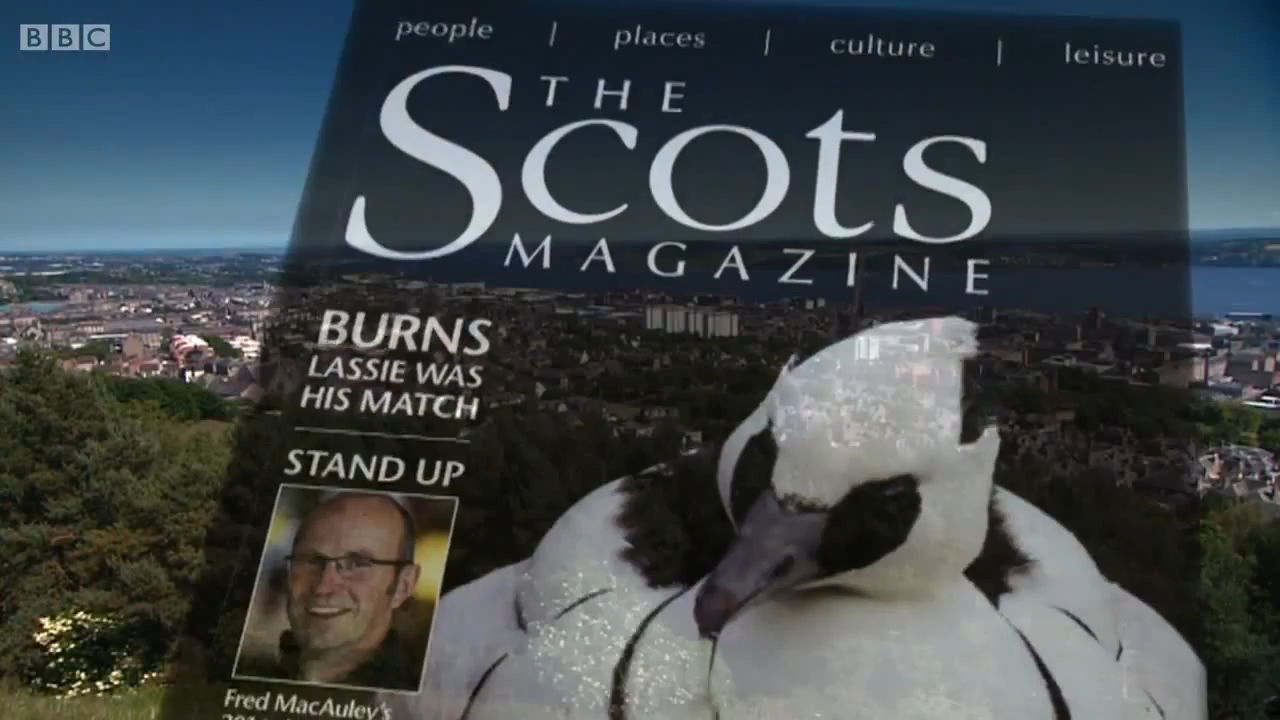 BBC
people | places | culture | leisure
THE
Scots
MAGAZINE
BURNS
LASSIE WAS
HIS MATCH
STAND UP
Fred MacAuley's